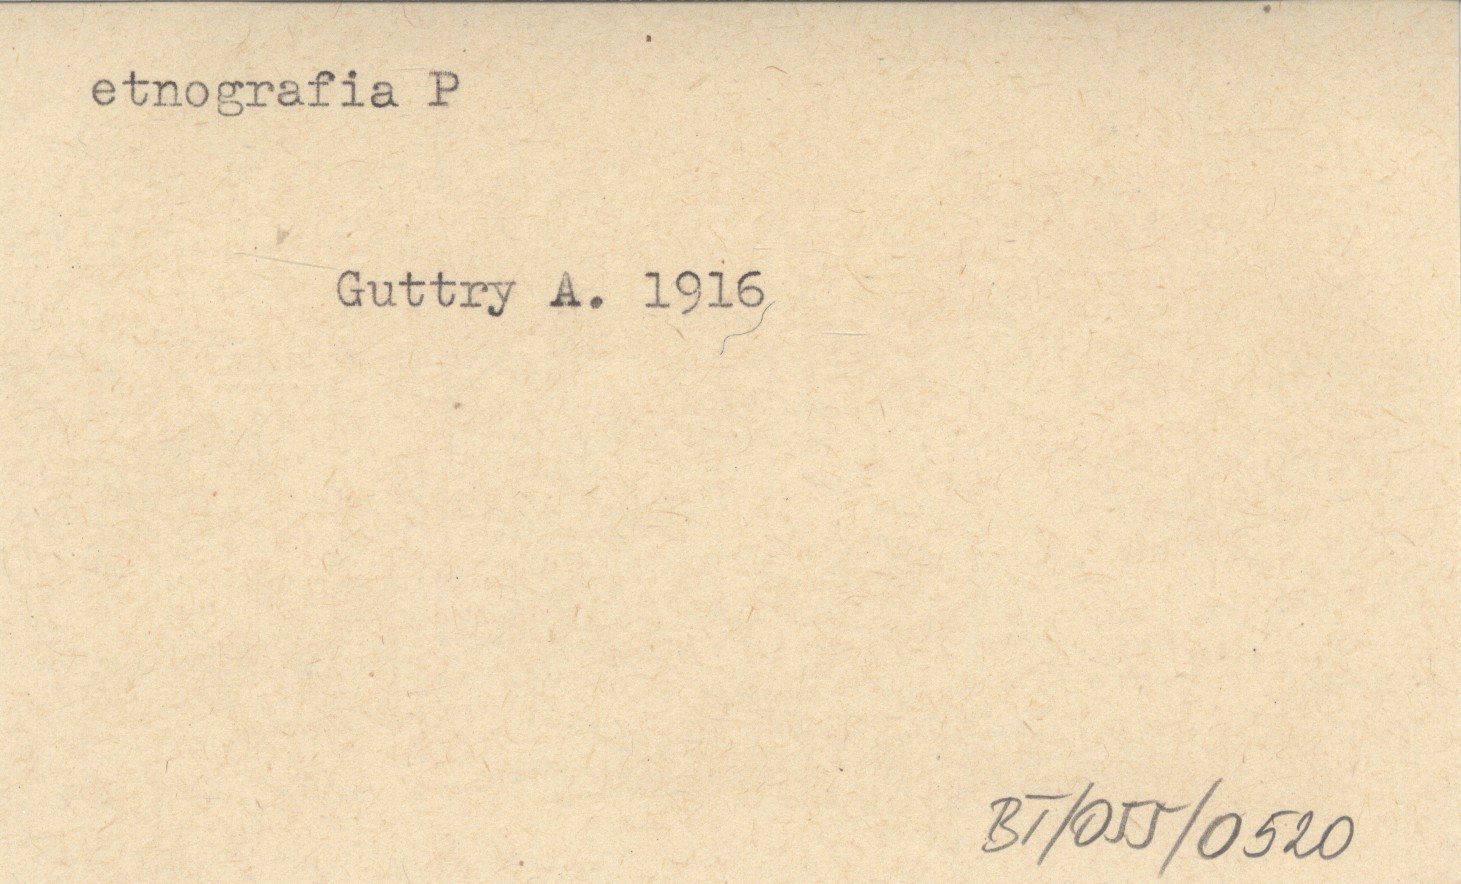 etnografia P
Guttry A. 1916
BT/055/0520